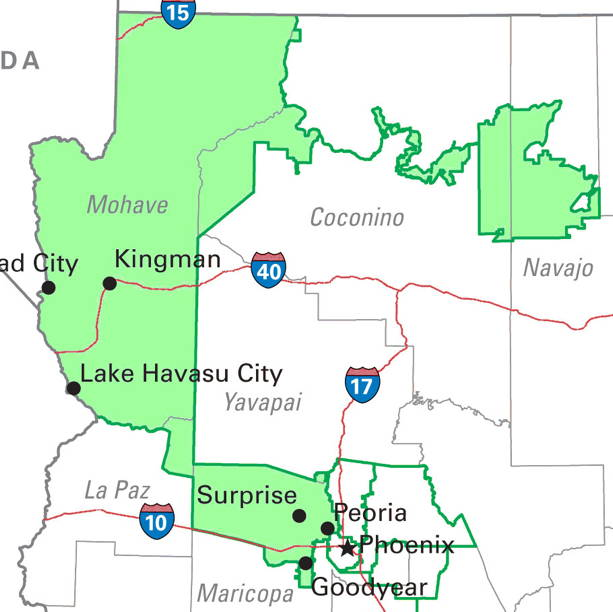 15
DA
Mohave
Coconino
ad City
Kingman
40
Navajo
Lake Havasu City
17
Yavapai
La Paz
Surprise
10
Peoria
Phoenix
Maricopa
Goodyear